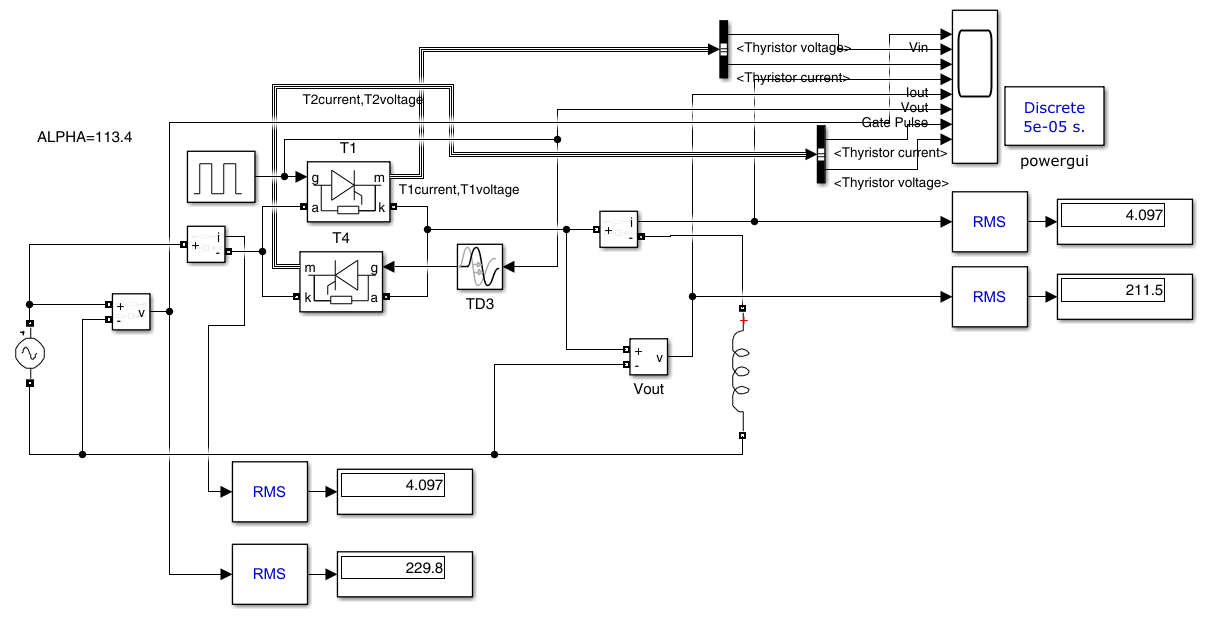 <Thyristor voltage>
Vin
<Thyristor current>
T2current,T2voltage
Iout
Vout
Gate Pulse
Discrete
5e-05 s.
powergui
ALPHA=113.4
T1
<Thyristor current>
g
m
a
k
T1current,T1voltage
<Thyristor voltage>
i
+
-
RMS
4.097
T4
i
+
-
m
g
k
a
TD3
RMS
211.5
+
-
v
+
+
+
-
v
Vout
RMS
4.097
RMS
229.8